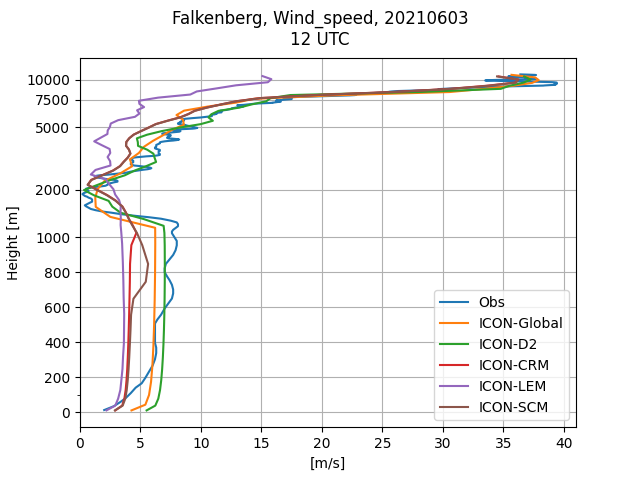 Falkenberg, Wind_speed, 20210603
12 UTC
10000
7500
5000
2000
1000
800
600
400
200
0
Height [m]
0 5 10 15 20 25 30 35 40
[m/s]
Obs
ICON-Global
ICON-D2
ICON-CRM
ICON-LEM
ICON-SCM